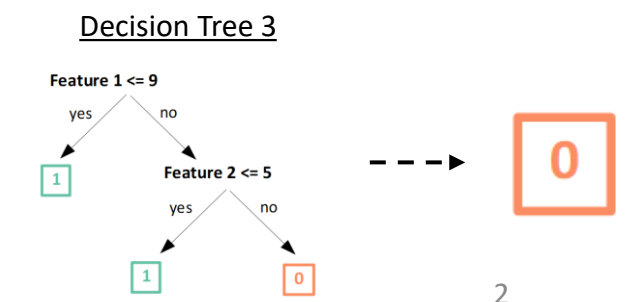 Decision Tree 3
Feature 1 <= 9
yes no
1
Feature 2 <= 5
yes no
1 0
0
2